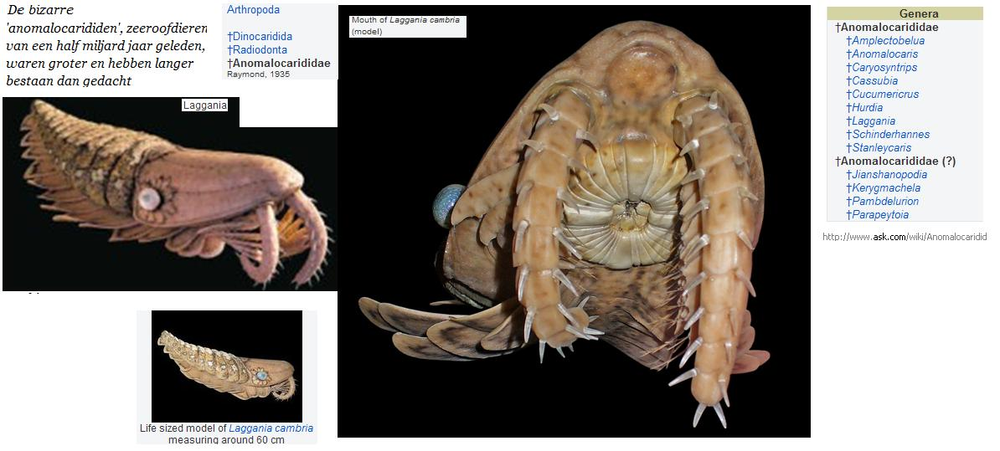 De bizarre
'anomalocarididen', zeeroofdieren
van een half miljard jaar geleden,
waren groter en hebben langer
bestaan dan gedacht
Arthropoda
†Dinocaridida
†Radiodonta
†Anomalocarididae
Raymond, 1935
Laggania
Life sized model of Laggania cambria
measuring around 60 cm
Mouth of Laggania cambria
(model)
Genera
†Anomalocarididae
†Amplectobelua
†Anomalocaris
†Caryosyntrips
†Cassubia
†Cucumericrus
†Hurdia
†Laggania
†Schinderhannes
†Stanleycaris
†Anomalocarididae (?)
†Jianshanopodia
†Kerygmachela
†Pambdelurion
†Parapeytoia
http://www.ask.com/wiki/Anomalocaridid